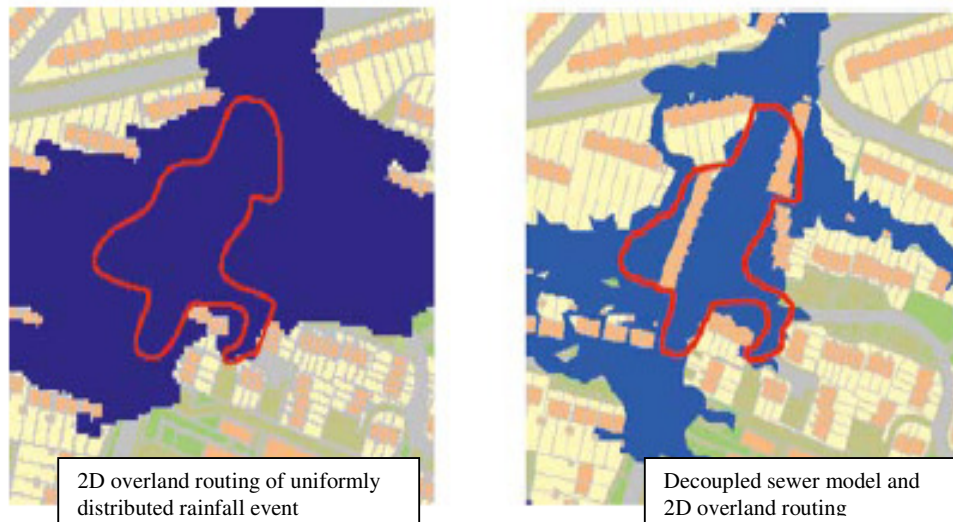 2D overland routing of uniformly
distributed rainfall event
Decoupled sewer model and
2D overland routing